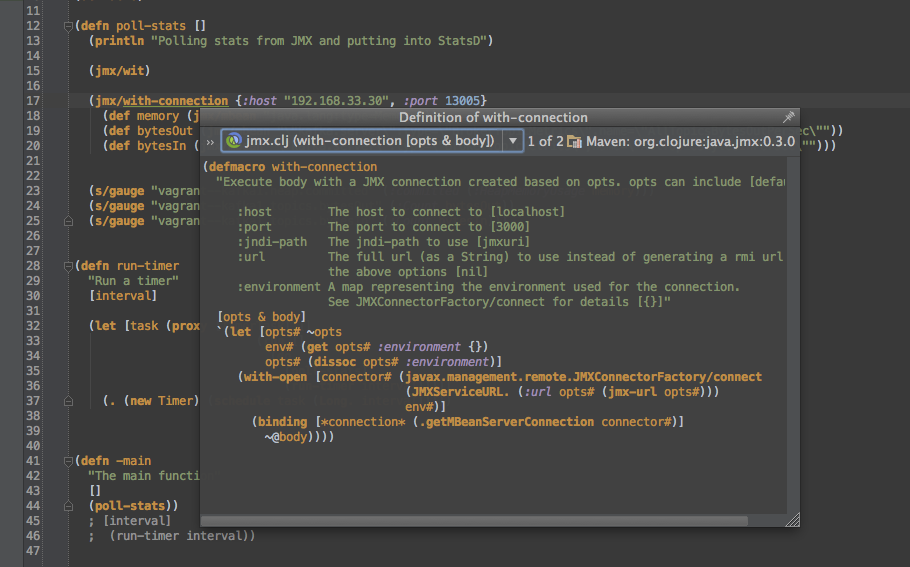 11
12 (defn poll-stats []
13 (println "Polling stats from JMX and putting into StatsD")
14
15 (jmx/wit)
16
17 (jmx/with-connection {:host "192.168.33.30", :port 13005}
18 (def memory (j
19 (def bytesOut ec\""))
20 (def bytesIn ( \"")))
21
22
23 (s/gauge "vagran
24 (s/gauge "vagran
25 (s/gauge "vagran
26
27
28 (defn run-timer
29 "Run a timer"
30 [interval]
31
32 (let [task (prox
33
34
35
36
37 (. (new Timer)
38
39
40
41 (defn -main
42 "The main functi
43 []
44 (poll-stats))
45 ; [interval]
46 ; (run-timer interval))
47
Definition of with-connection
›› jmx.clj (with-connection [opts & body]) 1 of 2 Maven: org.clojure:java.jmx:0.3.0
(defmacro with-connection
"Execute body with a JMX connection created based on opts. opts can include [defau
:host The host to connect to [localhost]
:port The port to connect to [3000]
:jndi-path The jndi-path to use [jmxuri]
:url The full url (as a String) to use instead of generating a rmi url
the above options [nil]
:environment A map representing the environment used for the connection.
See JMXConnectorFactory/connect for details [{}]"
[opts & body]
`(let [opts# ~opts
env# (get opts# :environment {})
opts# (dissoc opts# :environment)]
(with-open [connector# (javax.management.remote.JMXConnectorFactory/connect
(JMXServiceURL. (:url opts# (jmx-url opts#)))
env#)]
(binding [*connection* (.getMBeanServerConnection connector#)]
~@body))))